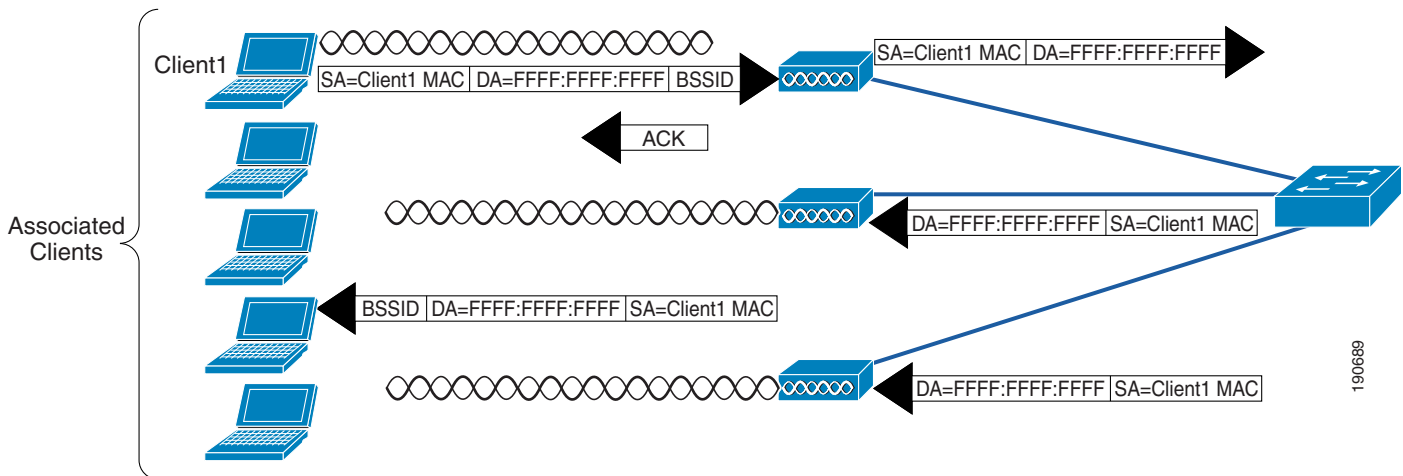 Client1
SA=Client1 MAC DA=FFFF:FFFF:FFFF BSSID
SA=Client1 MAC DA=FFFF:FFFF:FFFF
ACK
DA=FFFF:FFFF:FFFF SA=Client1 MAC
Associated
Clients
BSSID DA=FFFF:FFFF:FFFF SA=Client1 MAC
DA=FFFF:FFFF:FFFF SA=Client1 MAC
190689